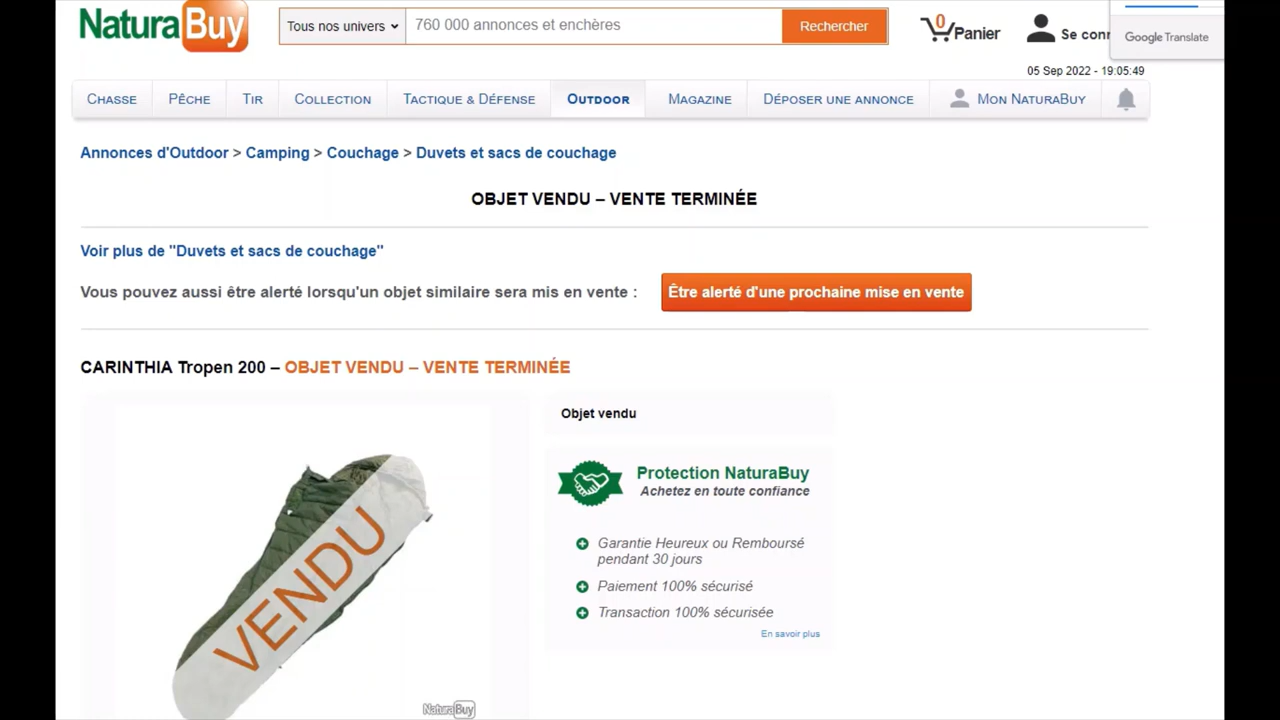 NaturaBuy
Tous nos univers
760 000 annonces et enchères
Rechercher
0
Panier
Se conn
Google Translate
05 Sep 2022 - 19:05:49
CHASSE
PÊCHE
TIR
COLLECTION
TACTIQUE & DÉFENSE
OUTDOOR
MAGAZINE
DÉPOSER UNE ANNONCE
MON NATURABUY
Annonces d'Outdoor > Camping > Couchage > Duvets et sacs de couchage
OBJET VENDU – VENTE TERMINÉE
Voir plus de "Duvets et sacs de couchage"
Vous pouvez aussi être alerté lorsqu'un objet similaire sera mis en vente :
Être alerté d'une prochaine mise en vente
CARINTHIA Tropen 200 – OBJET VENDU – VENTE TERMINÉE
VENDU
NaturaBuy
Objet vendu
Protection NaturaBuy
Achetez en toute confiance
Garantie Heureux ou Remboursé
pendant 30 jours
Paiement 100% sécurisé
Transaction 100% sécurisée
En savoir plus